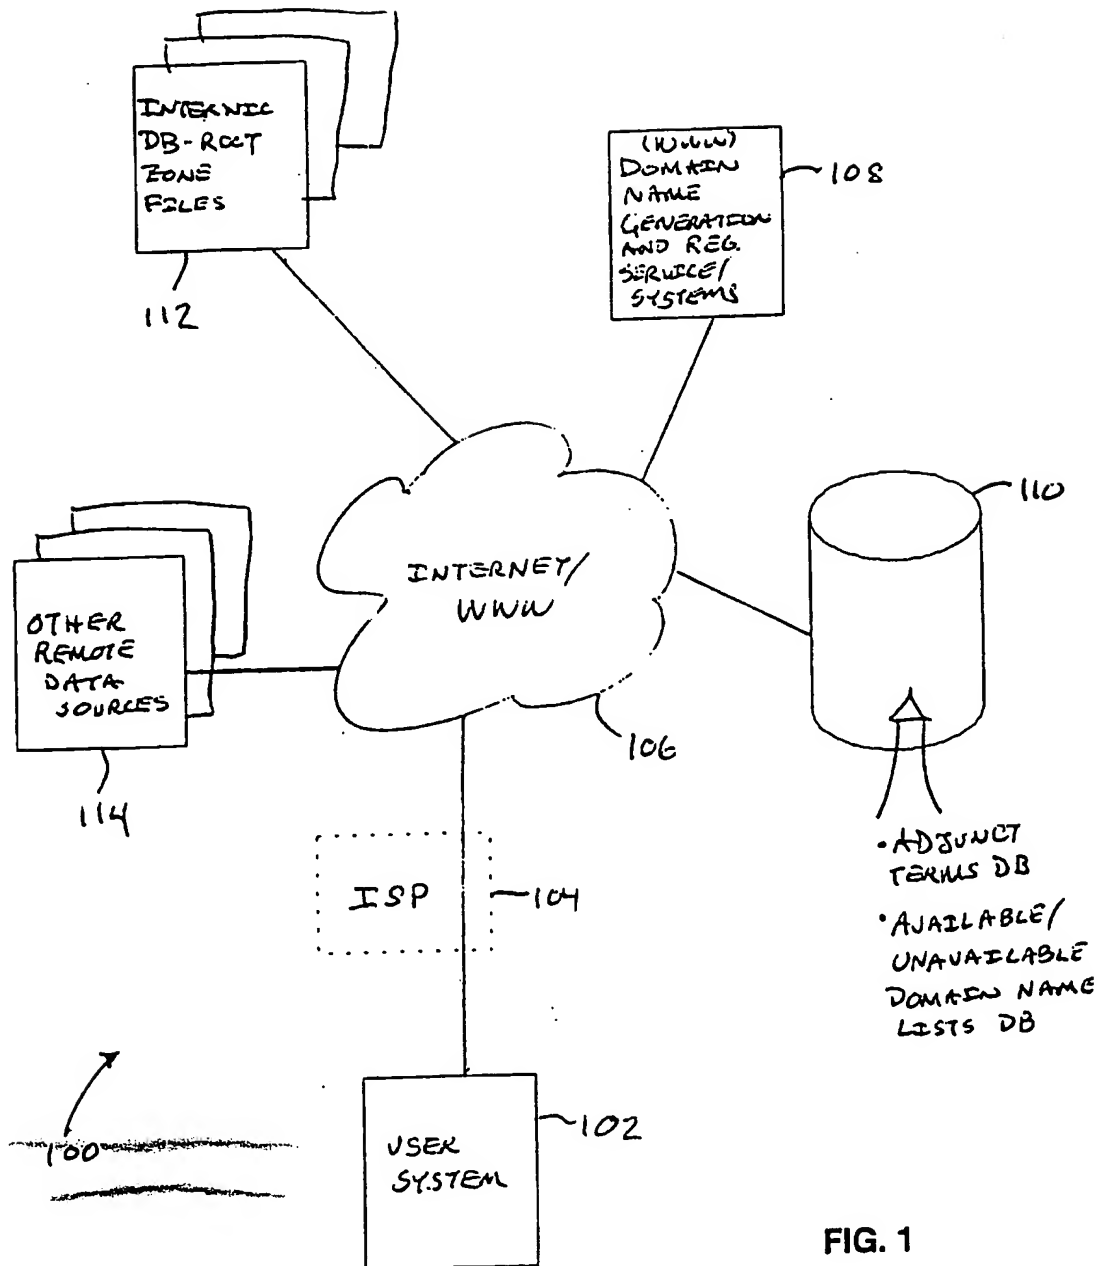 INTERNIC
DB-ROOT
ZONE
FILES
112
(WWW)
DOMAIN
NAME
GENERATION
AND REG.
SERVICE/
SYSTEMS
108
110
INTERNET/
WWW
106
OTHER
REMOTE
DATA
SOURCES
114
ISP
104
• ADJUNCT
TERMS DB
• AVAILABLE/
UNAVAILABLE
DOMAIN NAME
LISTS DB
100
USER
SYSTEM
102
FIG. 1